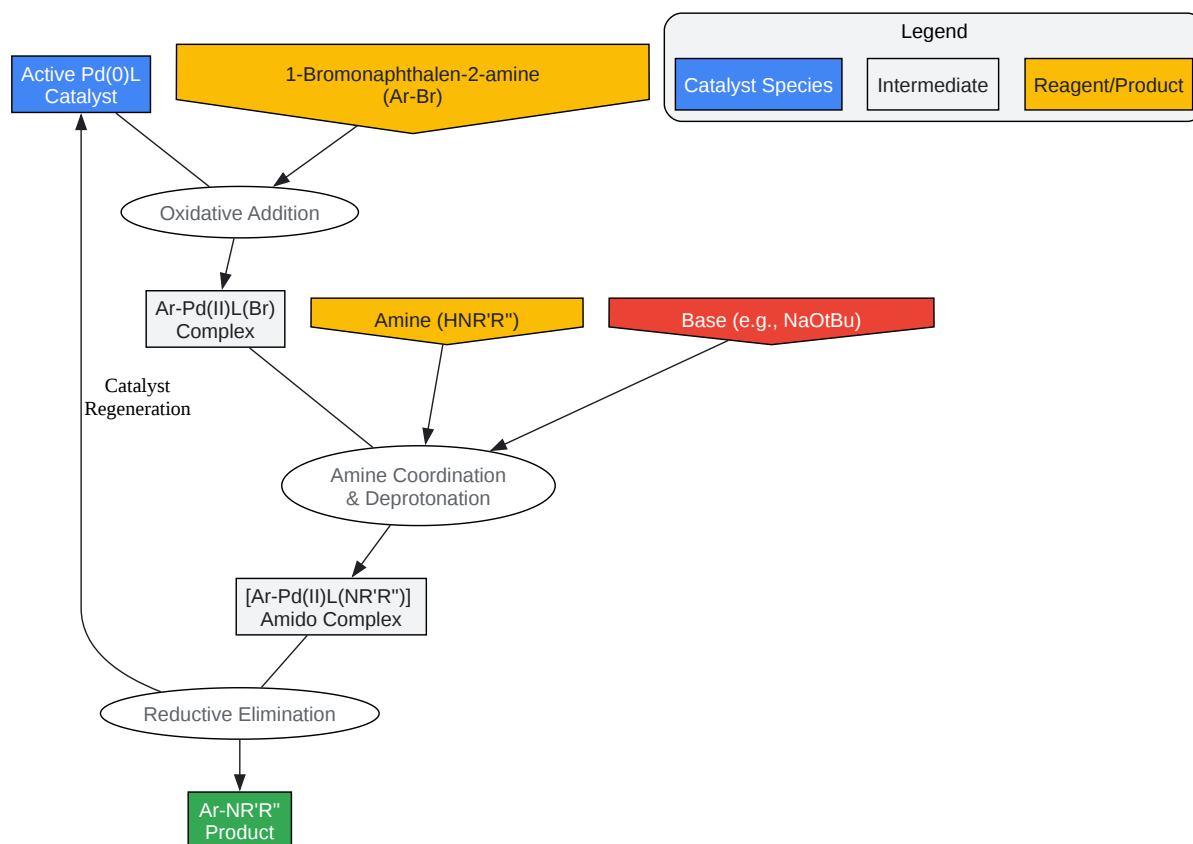 Legend
Active Pd(0)L
Catalyst
1-Bromonaphthalen-2-amine
(Ar-Br)
Catalyst Species
Intermediate
Reagent/Product
Oxidative Addition
Ar-Pd(II)L(Br)
Complex
Amine (HNR'R")
Base (e.g., NaOtBu)
Catalyst
Regeneration
Amine Coordination
& Deprotonation
[Ar-Pd(II)L(NR'R")]
Amido Complex
Reductive Elimination
Ar-NR'R"
Product